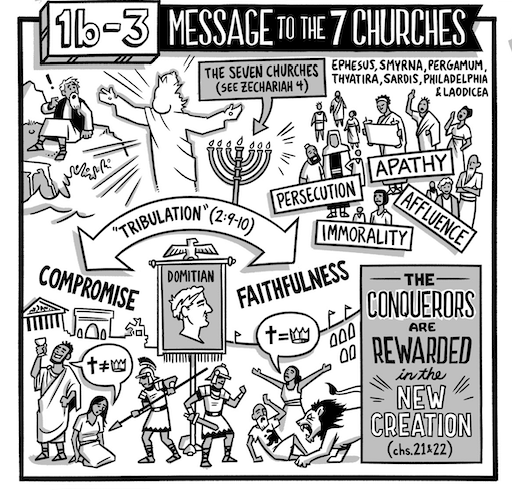 1b-3
MESSAGE TO THE 7 CHURCHES
EPHESUS, SMYRNA, PERGAMUM,
THYATIRA, SARDIS, PHILADELPHIA
& LAODICEA
!
THE SEVEN CHURCHES
(SEE ZECHARIAH 4)
APATHY
PERSECUTION
AFFLUENCE
IMMORALITY
"TRIBULATION" (2:9-10)
COMPROMISE
DOMITIAN
FAITHFULNESS
✝≠👑
✝=👑
THE
CONQUERORS
ARE
REWARDED
in the
NEW
CREATION
(chs. 21&22)